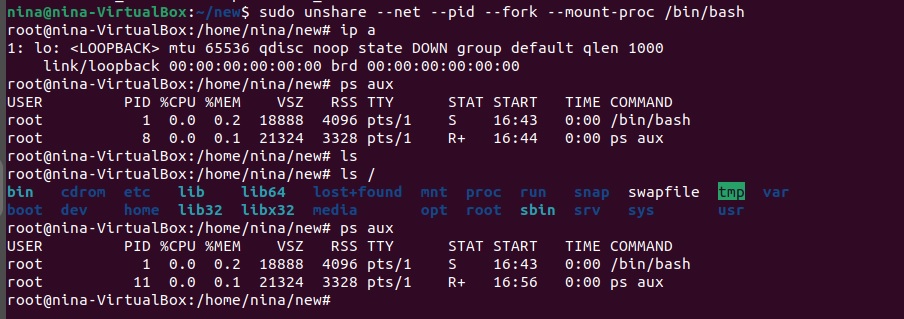 nina@nina-VirtualBox:~/new$ sudo unshare --net --pid --fork --mount-proc /bin/bash
root@nina-VirtualBox:/home/nina/new# ip a
1: lo: <LOOPBACK> mtu 65536 qdisc noop state DOWN group default qlen 1000
    link/loopback 00:00:00:00:00:00 brd 00:00:00:00:00:00
root@nina-VirtualBox:/home/nina/new# ps aux
USER         PID %CPU %MEM    VSZ   RSS TTY      STAT START   TIME COMMAND
root           1  0.0  0.2  18888  4096 pts/1    S    16:43   0:00 /bin/bash
root           8  0.0  0.1  21324  3328 pts/1    R+   16:44   0:00 ps aux
root@nina-VirtualBox:/home/nina/new# ls
root@nina-VirtualBox:/home/nina/new# ls /
bin   cdrom  etc   lib    lib64   lost+found  mnt  proc  run   snap  swapfile  tmp  var
boot  dev    home  lib32  libx32  media       opt  root  sbin  srv   sys       usr
root@nina-VirtualBox:/home/nina/new# ps aux
USER         PID %CPU %MEM    VSZ   RSS TTY      STAT START   TIME COMMAND
root           1  0.0  0.2  18888  4096 pts/1    S    16:43   0:00 /bin/bash
root          11  0.0  0.1  21324  3328 pts/1    R+   16:56   0:00 ps aux
root@nina-VirtualBox:/home/nina/new#